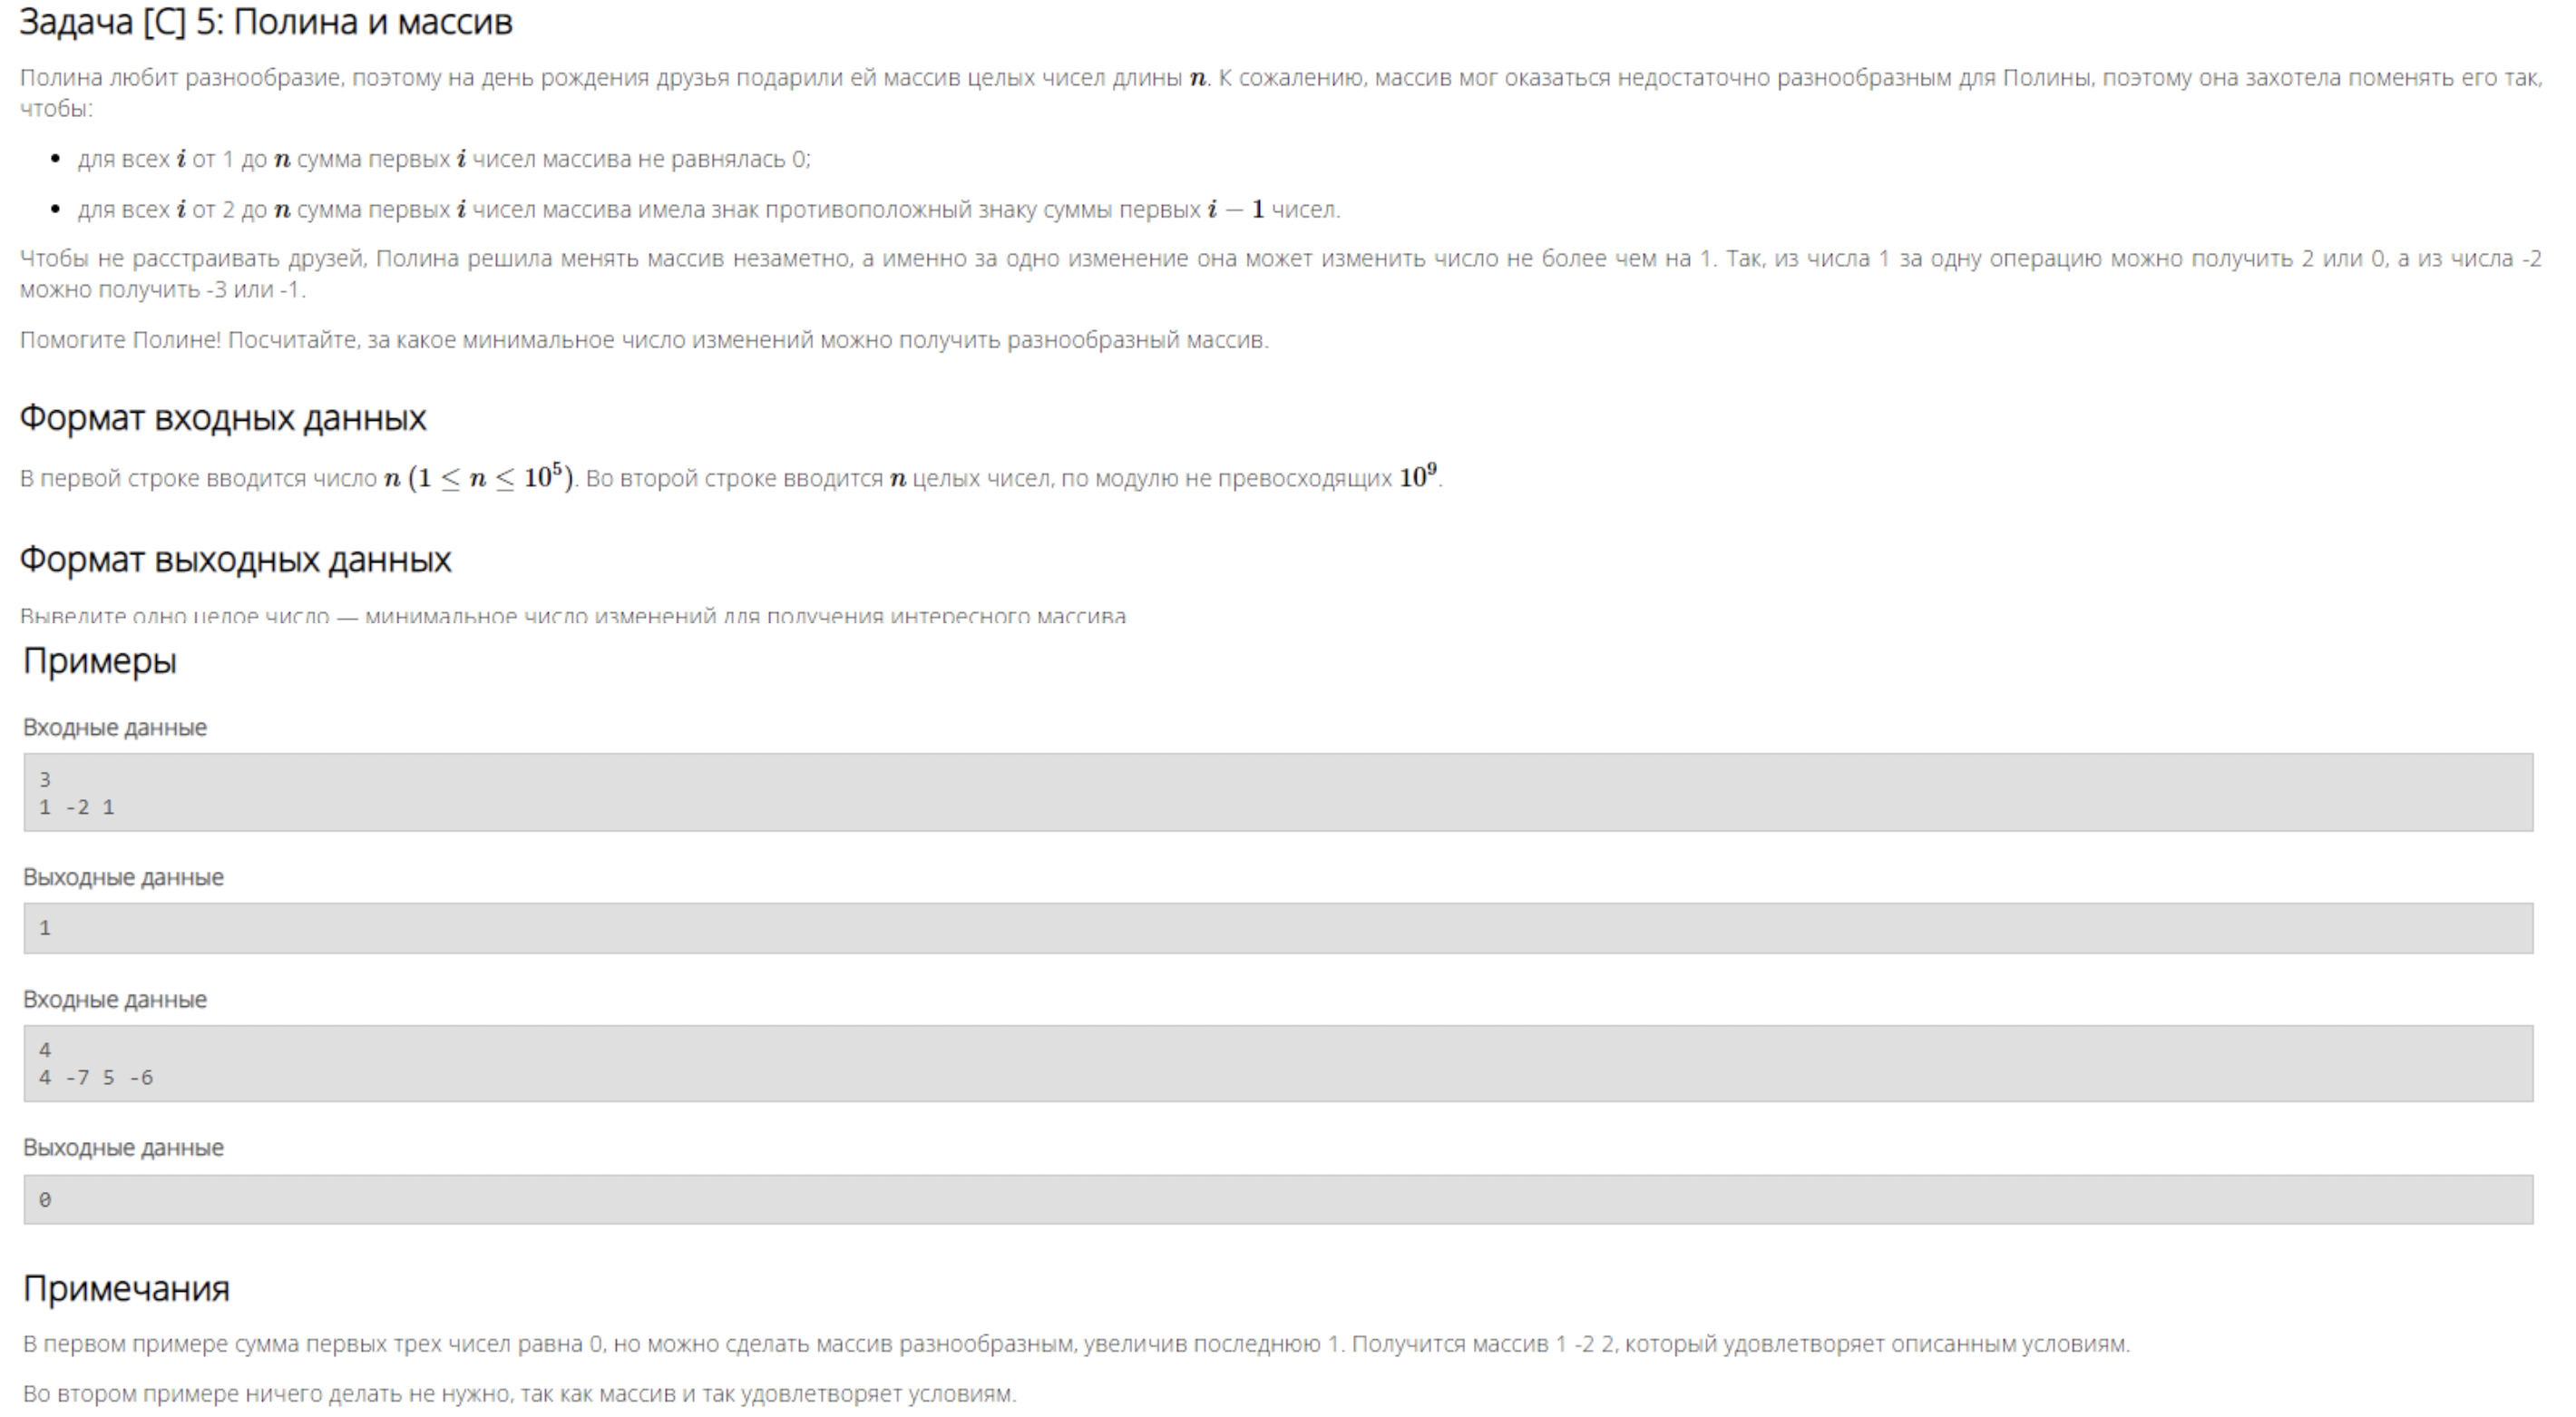 Задача [C] 5: Полина и массив
Полина любит разнообразие, поэтому на день рождения друзья подарили ей массив целых чисел длины n. К сожалению, массив мог оказаться недостаточно разнообразным для Полины, поэтому она захотела поменять его так,
чтобы:
• для всех i от 1 до n сумма первых i чисел массива не равнялась 0;
• для всех i от 2 до n сумма первых i чисел массива имела знак противоположный знаку суммы первых i − 1 чисел.
Чтобы не расстраивать друзей, Полина решила менять массив незаметно, а именно за одно изменение она может изменить число не более чем на 1. Так, из числа 1 за одну операцию можно получить 2 или 0, а из числа -2
можно получить -3 или -1.
Помогите Полине! Посчитайте, за какое минимальное число изменений можно получить разнообразный массив.
Формат входных данных
В первой строке вводится число n (1 ≤ n ≤ 10⁵). Во второй строке вводится n целых чисел, по модулю не превосходящих 10⁹.
Формат выходных данных
Выведите одно целое число — минимальное число изменений для получения интересного массива
Примеры
Входные данные
3
1 -2 1
Выходные данные
1
Входные данные
4
4 -7 5 -6
Выходные данные
0
Примечания
В первом примере сумма первых трех чисел равна 0, но можно сделать массив разнообразным, увеличив последнюю 1. Получится массив 1 -2 2, который удовлетворяет описанным условиям.
Во втором примере ничего делать не нужно, так как массив и так удовлетворяет условиям.